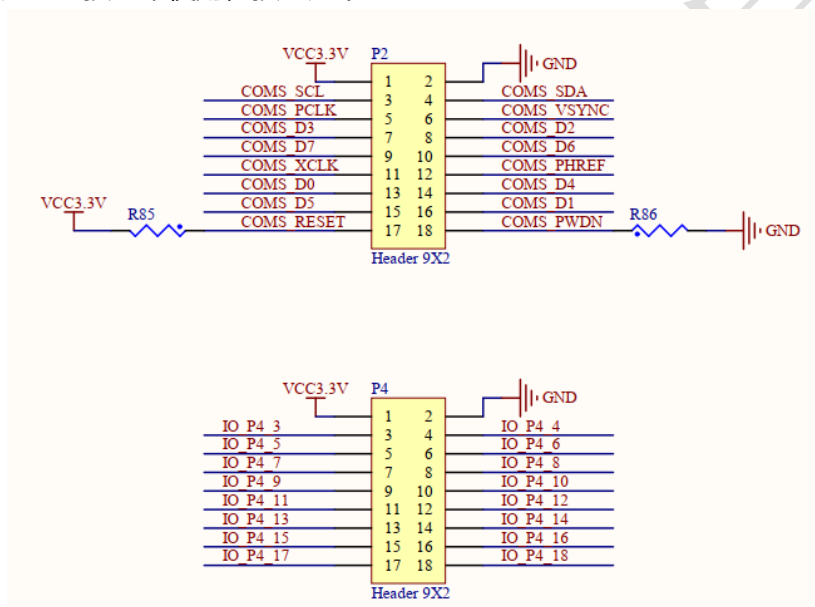 VCC3.3V P2 GND
1 2
COMS_SCL 3 4 COMS_SDA
COMS_PCLK 5 6 COMS_VSYNC
COMS_D3 7 8 COMS_D2
COMS_D7 9 10 COMS_D6
COMS_XCLK 11 12 COMS_PHREF
COMS_D0 13 14 COMS_D4
COMS_D5 15 16 COMS_D1
VCC3.3V R85 COMS_RESET 17 18 COMS_PWDN R86 GND
Header 9X2
VCC3.3V P4 GND
1 2
IO_P4_3 3 4 IO_P4_4
IO_P4_5 5 6 IO_P4_6
IO_P4_7 7 8 IO_P4_8
IO_P4_9 9 10 IO_P4_10
IO_P4_11 11 12 IO_P4_12
IO_P4_13 13 14 IO_P4_14
IO_P4_15 15 16 IO_P4_16
IO_P4_17 17 18 IO_P4_18
Header 9X2